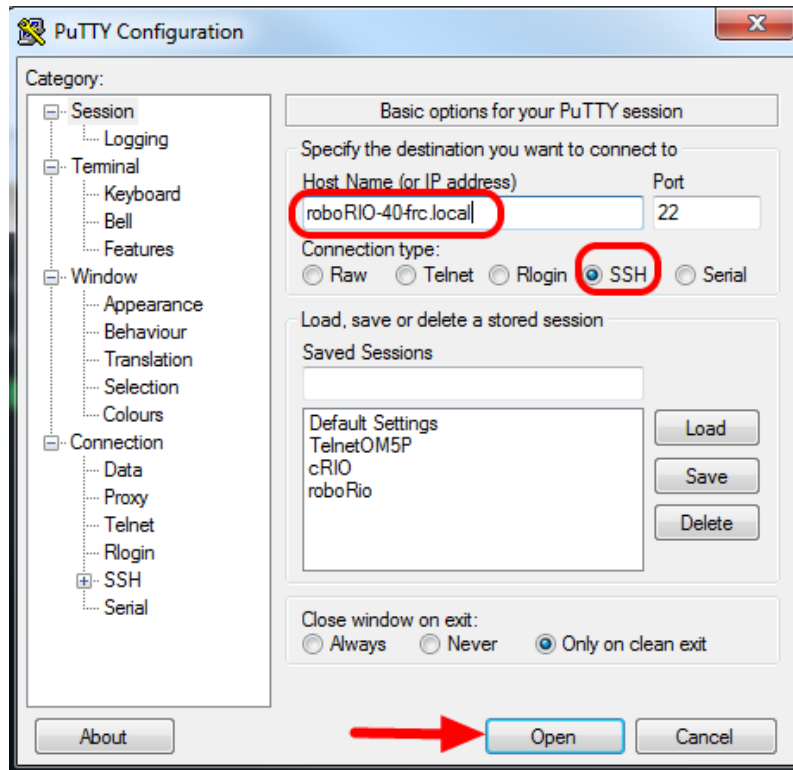 PuTTY Configuration
Category:
Session
Logging
Terminal
Keyboard
Bell
Features
Window
Appearance
Behaviour
Translation
Selection
Colours
Connection
Data
Proxy
Telnet
Rlogin
SSH
Serial
Basic options for your PuTTY session
Specify the destination you want to connect to
Host Name (or IP address) Port
roboRIO-40-frc.local 22
Connection type:
Raw Telnet Rlogin SSH Serial
Load, save or delete a stored session
Saved Sessions
Default Settings
TelnetOM5P
cRIO
roboRio
Load
Save
Delete
Close window on exit:
Always Never Only on clean exit
About Open Cancel